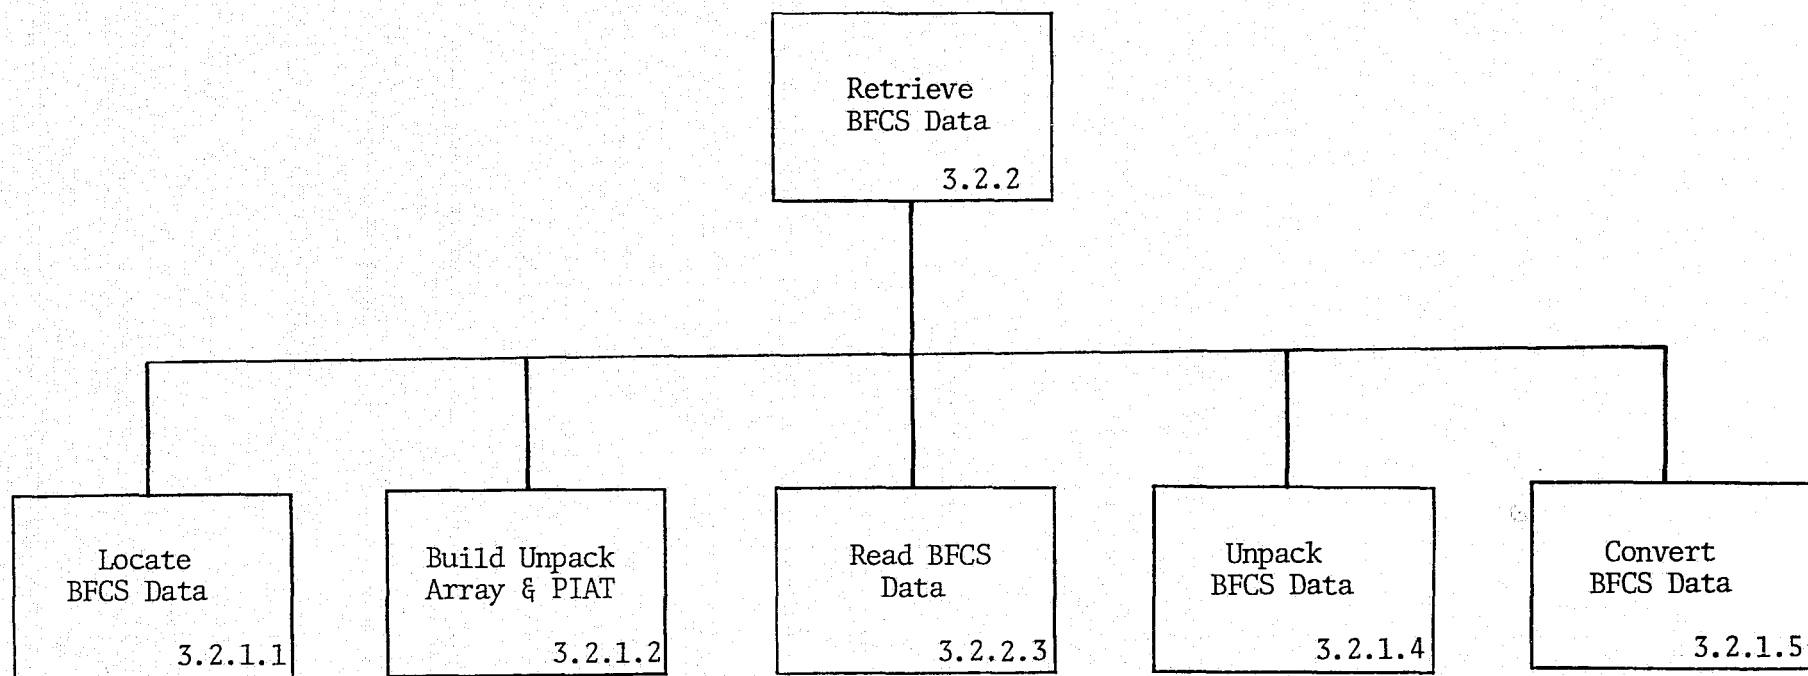 Retrieve
BFCS Data
3.2.2
Locate
BFCS Data
3.2.1.1
Build Unpack
Array & PIAT
3.2.1.2
Read BFCS
Data
3.2.2.3
Unpack
BFCS Data
3.2.1.4
Convert
BFCS Data
3.2.1.5